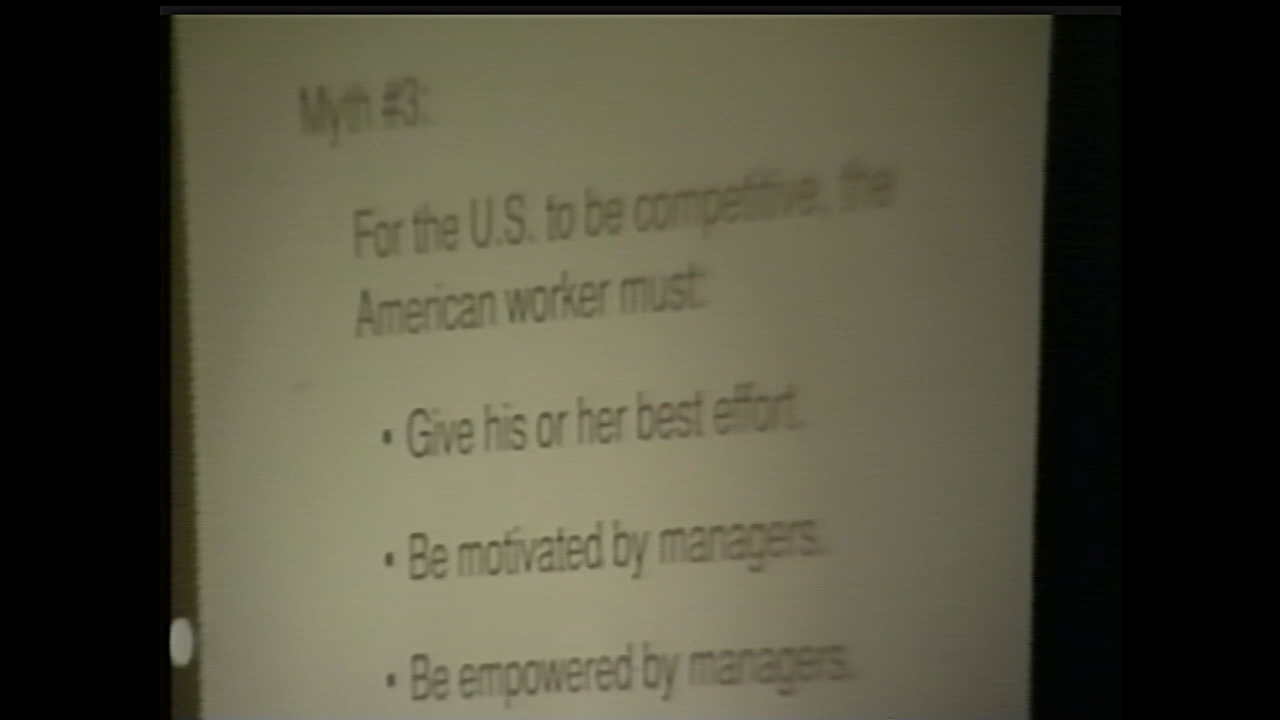 Myth #3:
For the U.S. to be competitive, the
American worker must:
• Give his or her best effort.
• Be motivated by managers.
• Be empowered by managers.